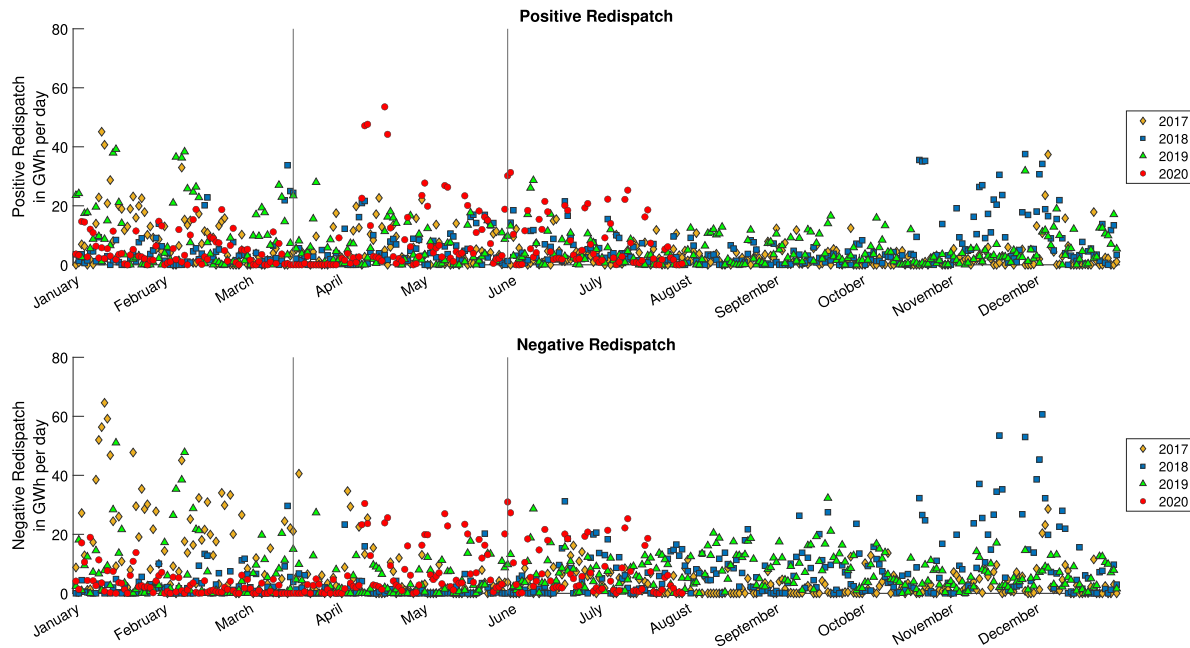 Positive Redispatch
Positive Redispatch
in GWh per day
80
60
40
20
0
January
February
March
April
May
June
July
August
September
October
November
December
2017
2018
2019
2020
Negative Redispatch
Negative Redispatch
in GWh per day
80
60
40
20
0
January
February
March
April
May
June
July
August
September
October
November
December
2017
2018
2019
2020